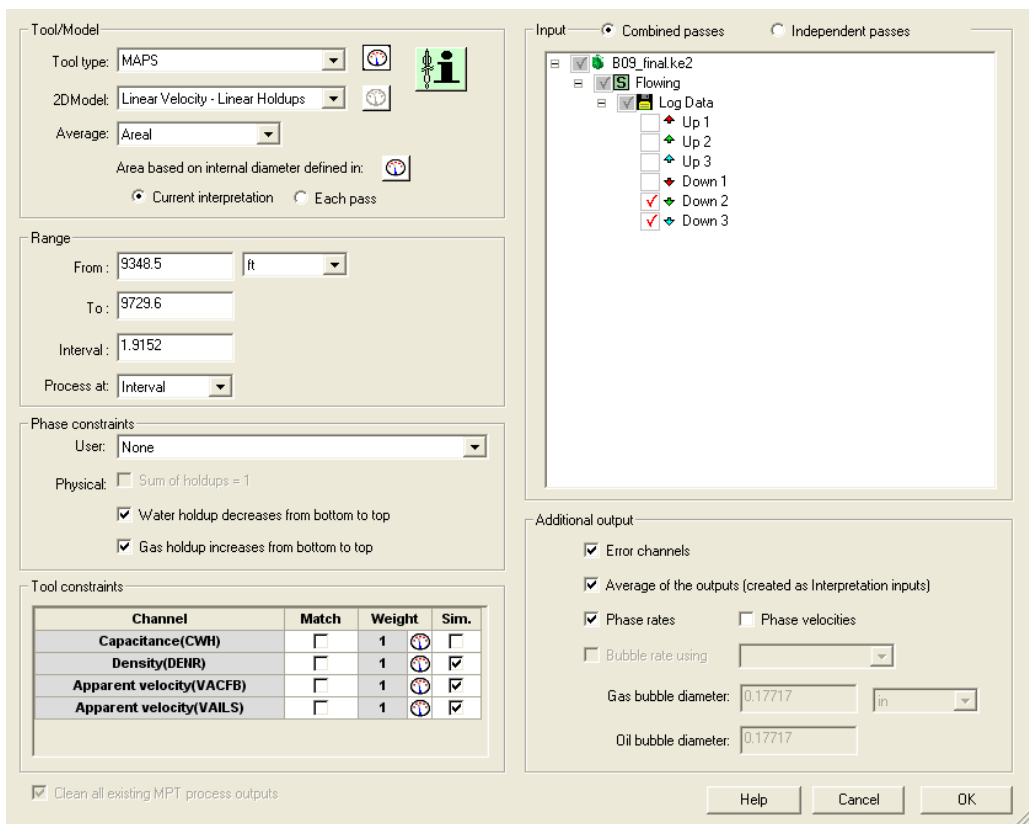 Tool/Model
Tool type: MAPS
2DModel: Linear Velocity - Linear Holdups
Average: Areal
Area based on internal diameter defined in:
Current interpretation Each pass
Range
From : 9348.5 ft
To : 9729.6
Interval : 1.9152
Process at: Interval
Phase constraints
User: None
Physical: Sum of holdups = 1
Water holdup decreases from bottom to top
Gas holdup increases from bottom to top
Tool constraints
Channel Match Weight Sim.
Capacitance(CWH) 1
Density(DENR) 1
Apparent velocity(VACFB) 1
Apparent velocity(VAILS) 1
Clean all existing MPT process outputs
Input Combined passes Independent passes
B09_final.ke2
S Flowing
Log Data
Up 1
Up 2
Up 3
Down 1
Down 2
Down 3
Additional output
Error channels
Average of the outputs (created as Interpretation inputs)
Phase rates Phase velocities
Bubble rate using
Gas bubble diameter: 0.17717 in
Oil bubble diameter: 0.17717
Help Cancel OK